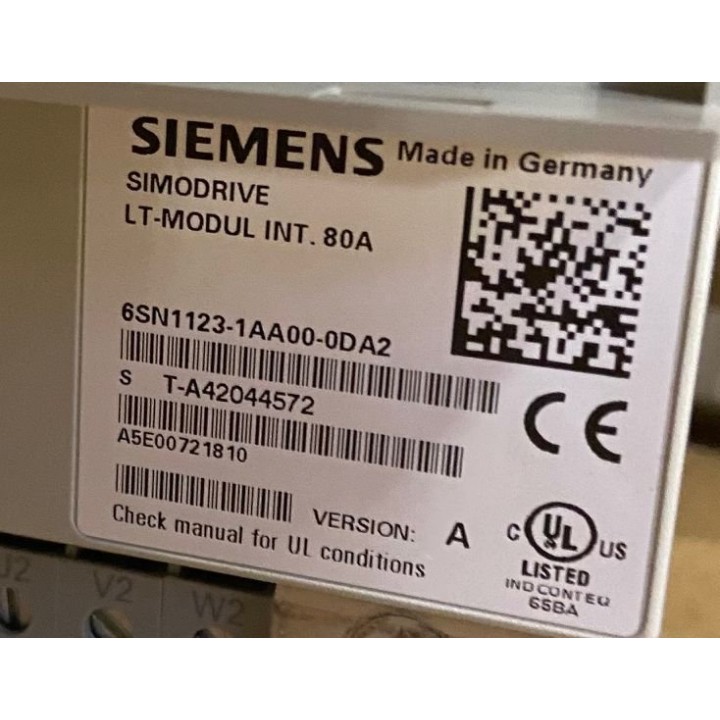 SIEMENS Made in Germany
SIMODRIVE
LT-MODUL INT. 80A
6SN1123-1AA00-0DA2
S T-A42044572
A5E00721810
VERSION: A
Check manual for UL conditions
CE
C UL US
LISTED
IND CONT EQ
65BA
U2 V2 W2